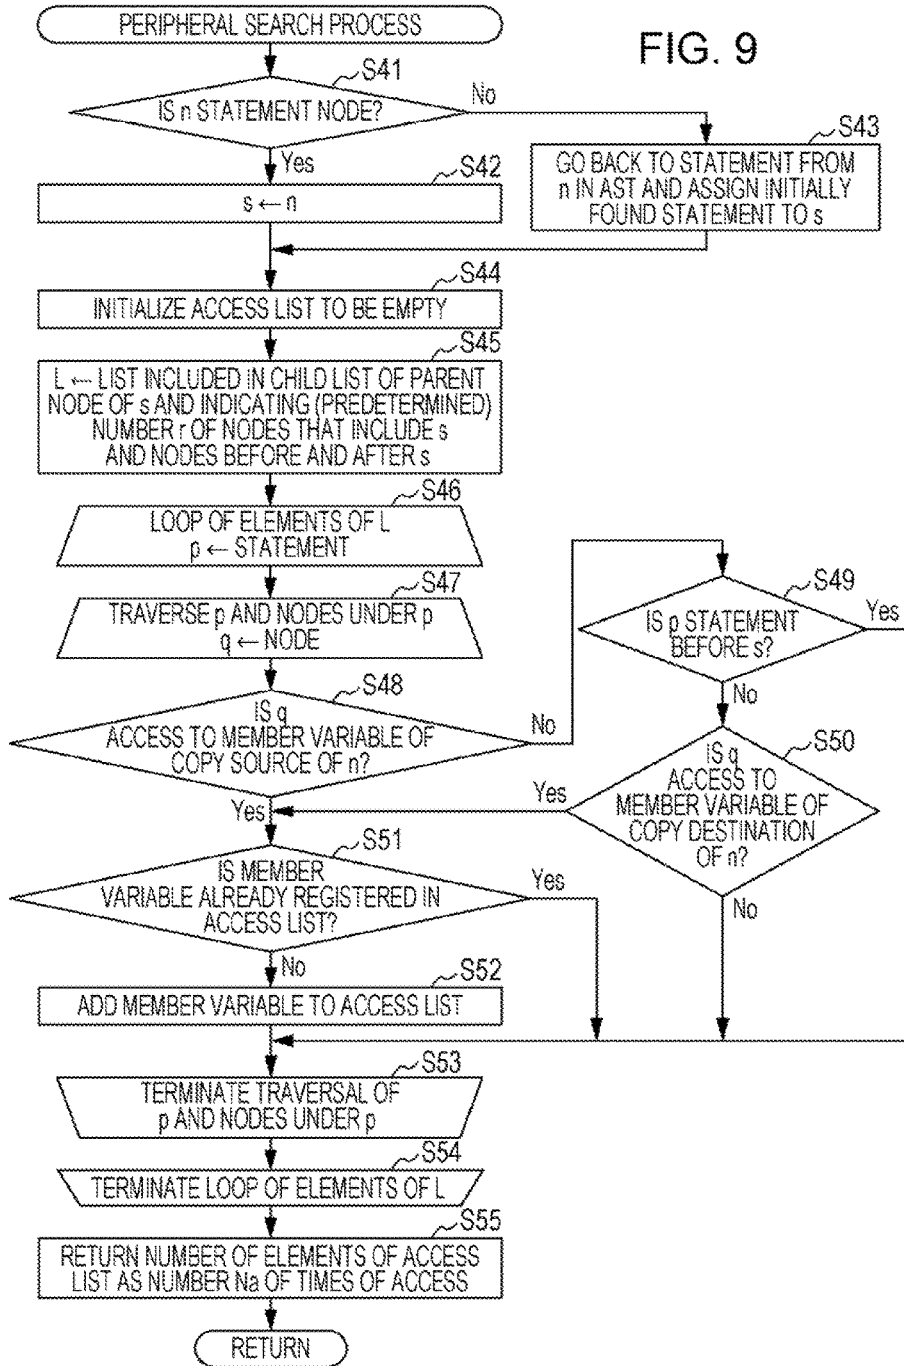 PERIPHERAL SEARCH PROCESS
FIG. 9
S41
IS n STATEMENT NODE?
No
Yes
S43
GO BACK TO STATEMENT FROM
n IN AST AND ASSIGN INITIALLY
FOUND STATEMENT TO s
S42
s ← n
S44
INITIALIZE ACCESS LIST TO BE EMPTY
S45
L ← LIST INCLUDED IN CHILD LIST OF PARENT
NODE OF s AND INDICATING (PREDETERMINED)
NUMBER r OF NODES THAT INCLUDE s
AND NODES BEFORE AND AFTER s
S46
LOOP OF ELEMENTS OF L
p ← STATEMENT
S47
TRAVERSE p AND NODES UNDER p
q ← NODE
S48
IS q
ACCESS TO MEMBER VARIABLE OF
COPY SOURCE OF n?
No
Yes
S49
IS p STATEMENT
BEFORE s?
Yes
No
S50
IS q
ACCESS TO
MEMBER VARIABLE OF
COPY DESTINATION
OF n?
Yes
No
S51
IS MEMBER
VARIABLE ALREADY REGISTERED IN
ACCESS LIST?
Yes
No
S52
ADD MEMBER VARIABLE TO ACCESS LIST
S53
TERMINATE TRAVERSAL OF
p AND NODES UNDER p
S54
TERMINATE LOOP OF ELEMENTS OF L
S55
RETURN NUMBER OF ELEMENTS OF ACCESS
LIST AS NUMBER Na OF TIMES OF ACCESS
RETURN